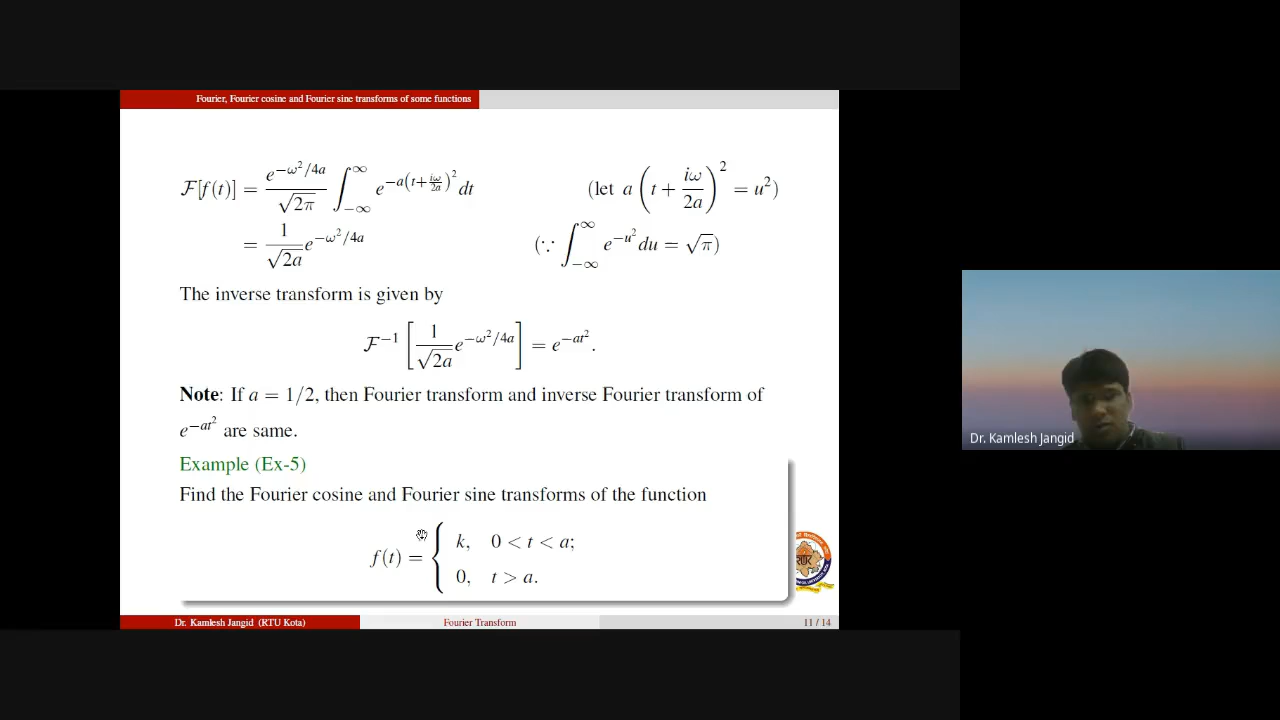 Fourier, Fourier cosine and Fourier sine transforms of some functions
F[f(t)] = e^{−ω²/4a}/√2π ∫_{−∞}^{∞} e^{−a(t+iω/2a)²} dt (let a (t + iω/2a)² = u²)
= 1/√2a e^{−ω²/4a} (∵ ∫_{−∞}^{∞} e^{−u²} du = √π)
The inverse transform is given by
F⁻¹ [1/√2a e^{−ω²/4a}] = e^{−at²}.
Note: If a = 1/2, then Fourier transform and inverse Fourier transform of
e^{−at²} are same.
Example (Ex-5)
Find the Fourier cosine and Fourier sine transforms of the function
f(t) = { k, 0 < t < a;
0, t > a.
Dr. Kamlesh Jangid (RTU Kota) Fourier Transform 11 / 14
Dr. Kamlesh Jangid